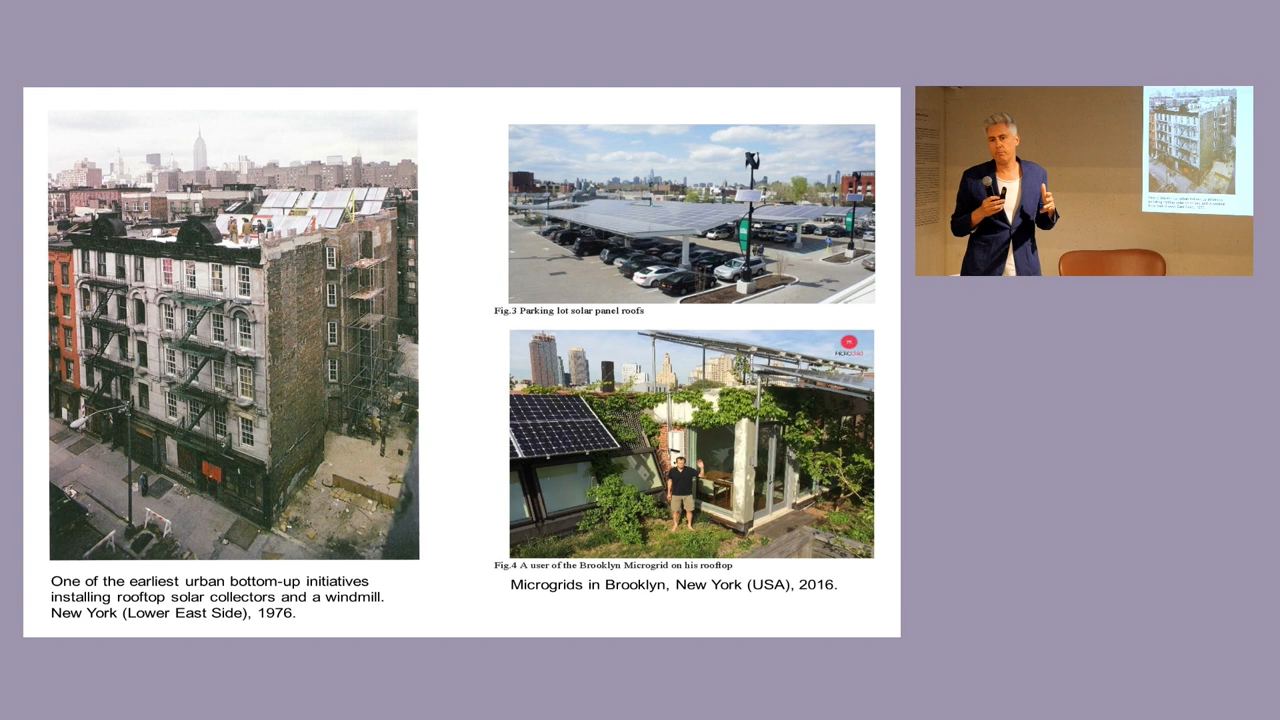 One of the earliest urban bottom-up initiatives
installing rooftop solar collectors and a windmill.
New York (Lower East Side), 1976.
Fig.3 Parking lot solar panel roofs
Fig.4 A user of the Brooklyn Microgrid on his rooftop
Microgrids in Brooklyn, New York (USA), 2016.